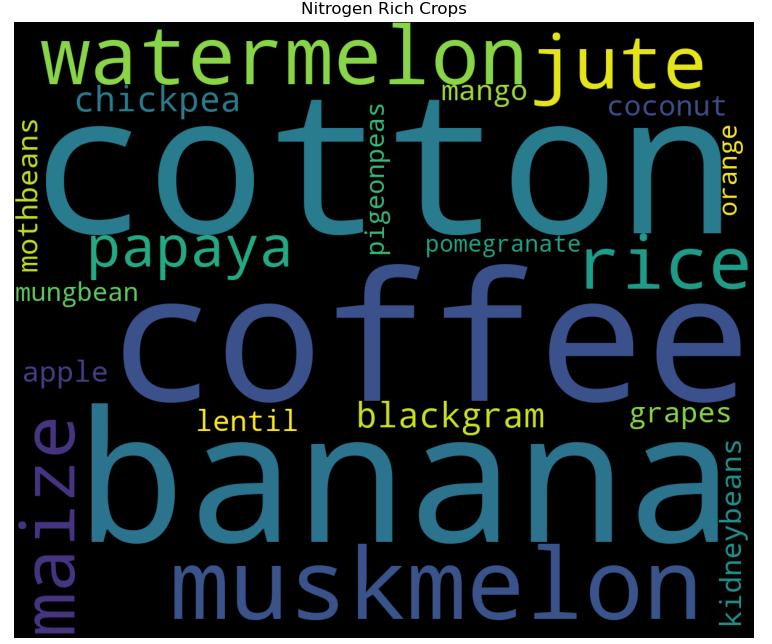 Nitrogen Rich Crops
watermelon
jute
chickpea
mango
coconut
cotton
mothbeans
pigeonpeas
orange
papaya
pomegranate
rice
mungbean
coffee
apple
lentil
blackgram
grapes
maize
banana
kidneybeans
muskmelon